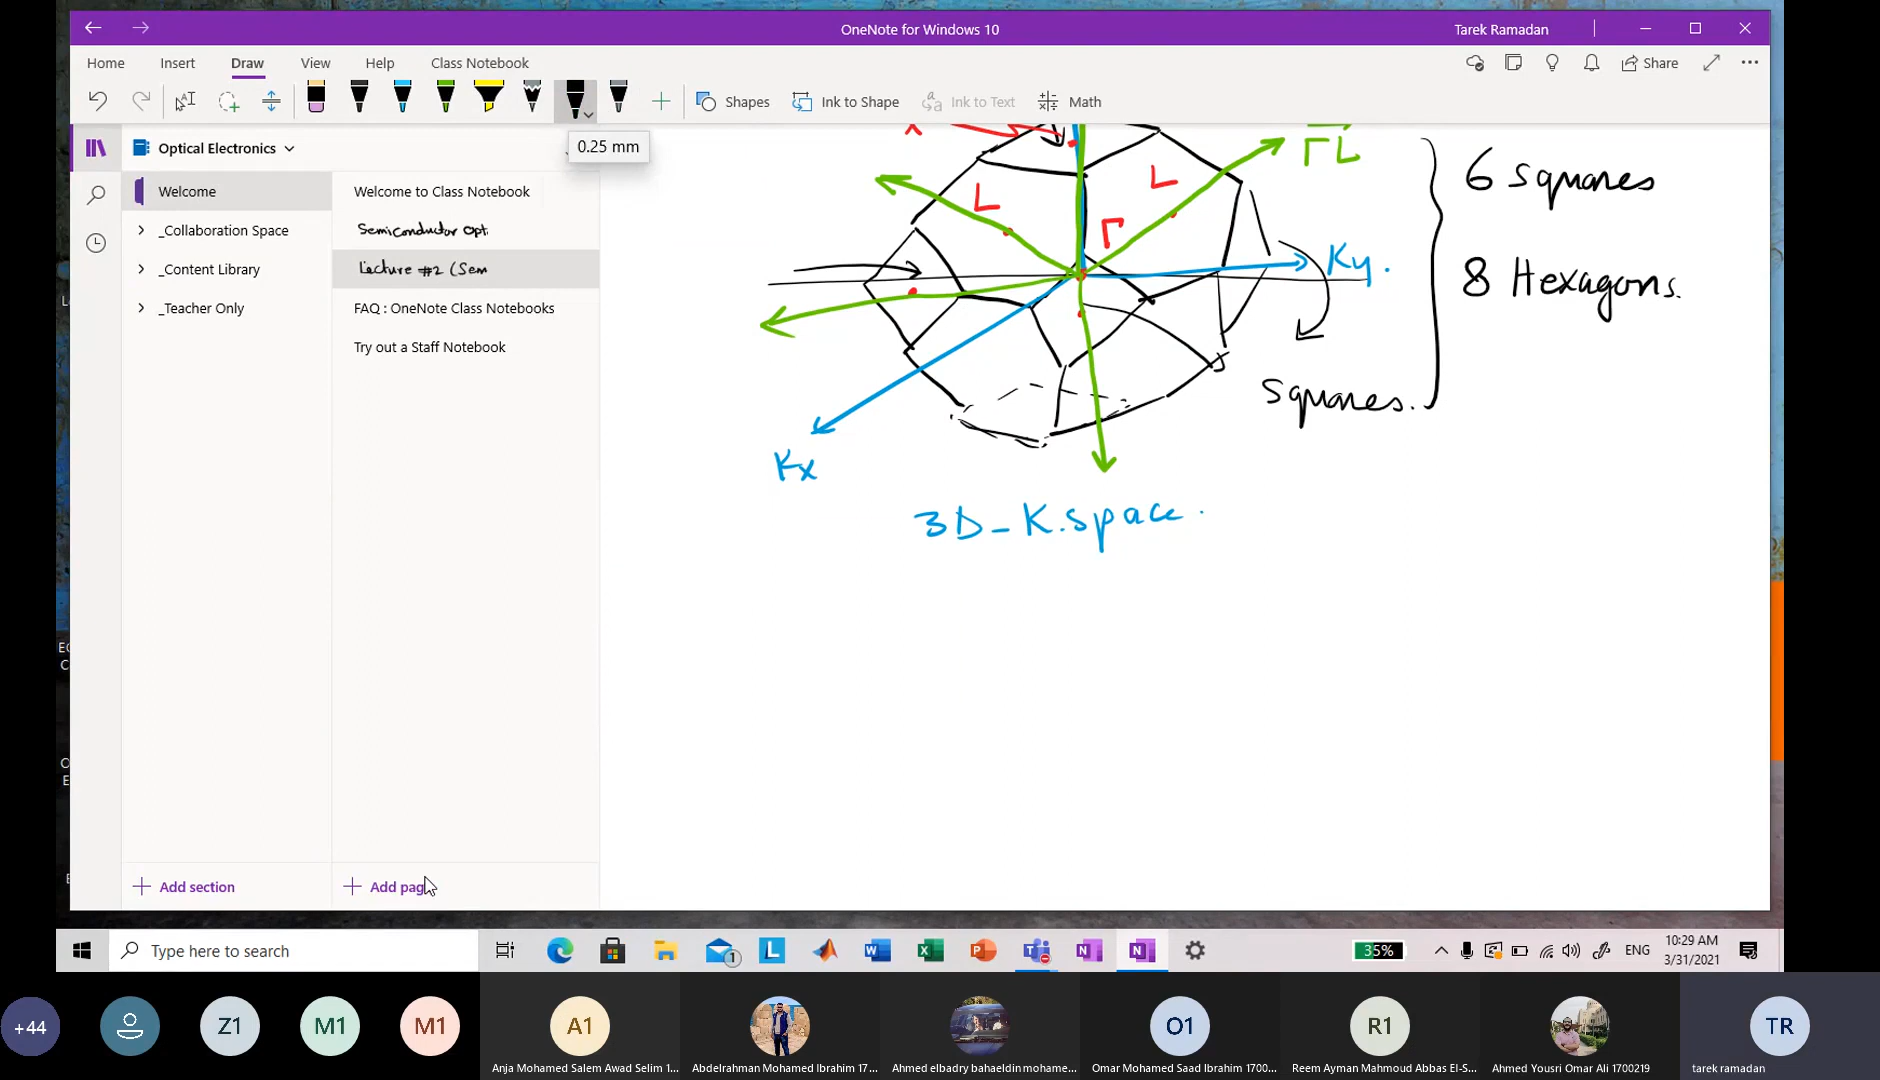 OneNote for Windows 10
Tarek Ramadan
Home Insert Draw View Help Class Notebook
Share
Shapes Ink to Shape Ink to Text Math
0.25 mm
Optical Electronics
Welcome
_Collaboration Space
_Content Library
_Teacher Only
Welcome to Class Notebook
Semiconductor Opti
Lecture #2 (Sem
FAQ : OneNote Class Notebooks
Try out a Staff Notebook
X
L
L
Γ
ΓL
Ky.
Kx
6 squares
8 Hexagons.
squares.
3D - K.space.
Add section
Add pag
Type here to search
1
35%
ENG
10:29 AM
3/31/2021
+44
Z1
M1
M1
A1
O1
R1
TR
Anja Mohamed Salem Awad Selim 1...
Abdelrahman Mohamed Ibrahim 17...
Ahmed elbadry bahaeldin mohame...
Omar Mohamed Saad Ibrahim 1700...
Reem Ayman Mahmoud Abbas El-S...
Ahmed Yousri Omar Ali 1700219
tarek ramadan